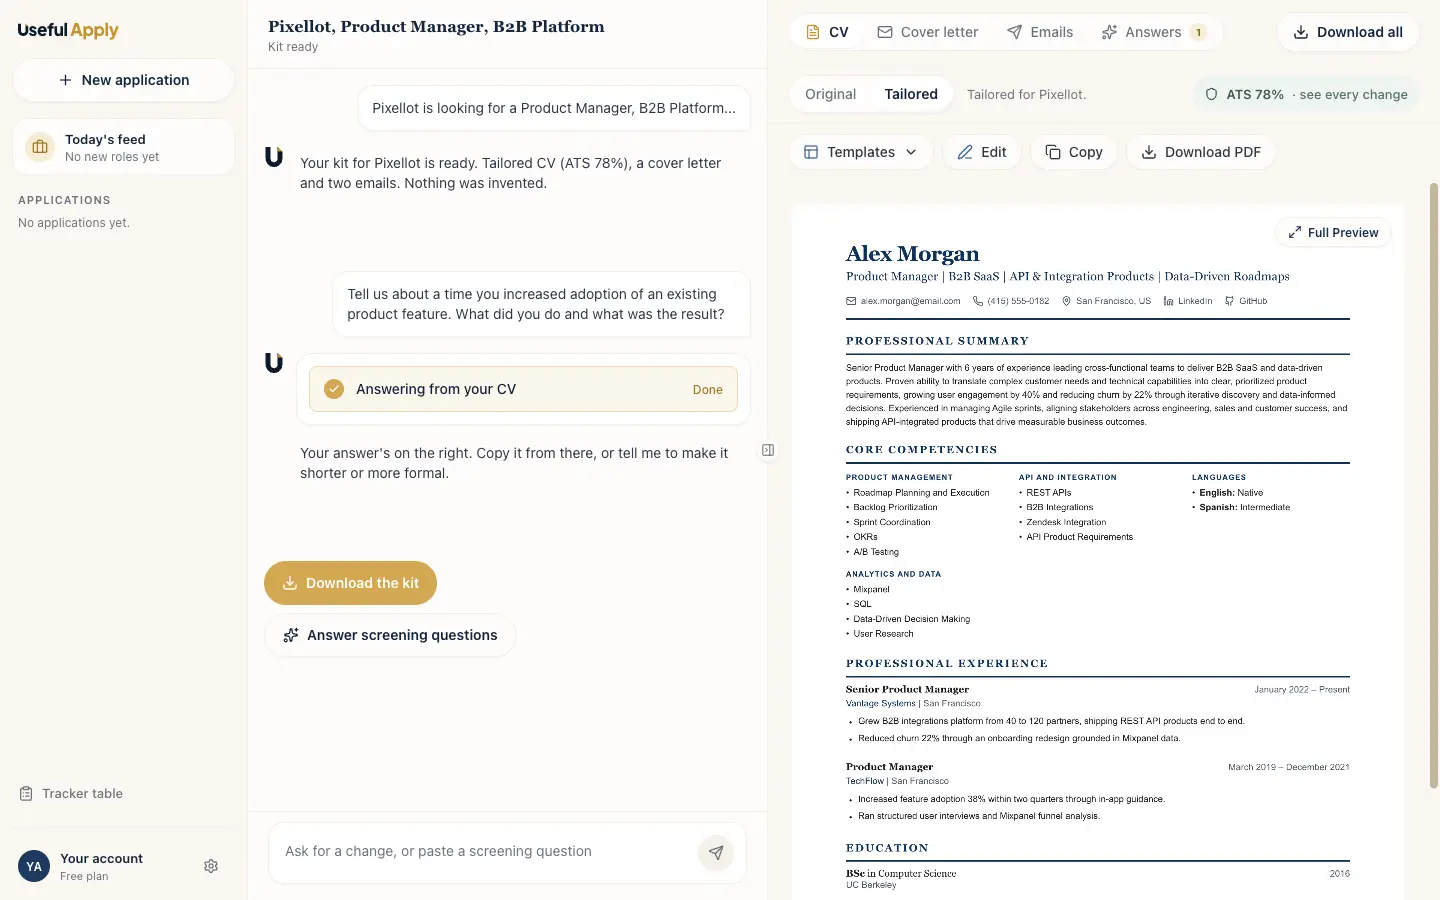 Useful Apply
New application
Today's feed
No new roles yet
APPLICATIONS
No applications yet.
Tracker table
YA
Your account
Free plan
Pixellot, Product Manager, B2B Platform
Kit ready
Pixellot is looking for a Product Manager, B2B Platform...
Your kit for Pixellot is ready. Tailored CV (ATS 78%), a cover letter
and two emails. Nothing was invented.
Tell us about a time you increased adoption of an existing
product feature. What did you do and what was the result?
Answering from your CV
Done
Your answer's on the right. Copy it from there, or tell me to make it
shorter or more formal.
Download the kit
Answer screening questions
Ask for a change, or paste a screening question
CV
Cover letter
Emails
Answers 1
Download all
Original
Tailored
Tailored for Pixellot.
ATS 78% · see every change
Templates
Edit
Copy
Download PDF
Full Preview
Alex Morgan
Product Manager | B2B SaaS | API & Integration Products | Data-Driven Roadmaps
alex.morgan@email.com (415) 555-0182 San Francisco, US LinkedIn GitHub
PROFESSIONAL SUMMARY
Senior Product Manager with 6 years of experience leading cross-functional teams to deliver B2B SaaS and data-driven
products. Proven ability to translate complex customer needs and technical capabilities into clear, prioritized product
requirements, growing user engagement by 40% and reducing churn by 22% through iterative discovery and data-informed
decisions. Experienced in managing Agile sprints, aligning stakeholders across engineering, sales and customer success, and
shipping API-integrated products that drive measurable business outcomes.
CORE COMPETENCIES
PRODUCT MANAGEMENT
• Roadmap Planning and Execution
• Backlog Prioritization
• Sprint Coordination
• OKRs
• A/B Testing
API AND INTEGRATION
• REST APIs
• B2B Integrations
• Zendesk Integration
• API Product Requirements
LANGUAGES
• English: Native
• Spanish: Intermediate
ANALYTICS AND DATA
• Mixpanel
• SQL
• Data-Driven Decision Making
• User Research
PROFESSIONAL EXPERIENCE
Senior Product Manager January 2022 – Present
Vantage Systems | San Francisco
• Grew B2B integrations platform from 40 to 120 partners, shipping REST API products end to end.
• Reduced churn 22% through an onboarding redesign grounded in Mixpanel data.
Product Manager March 2019 – December 2021
TechFlow | San Francisco
• Increased feature adoption 38% within two quarters through in-app guidance.
• Ran structured user interviews and Mixpanel funnel analysis.
EDUCATION
BSc in Computer Science 2016
UC Berkeley